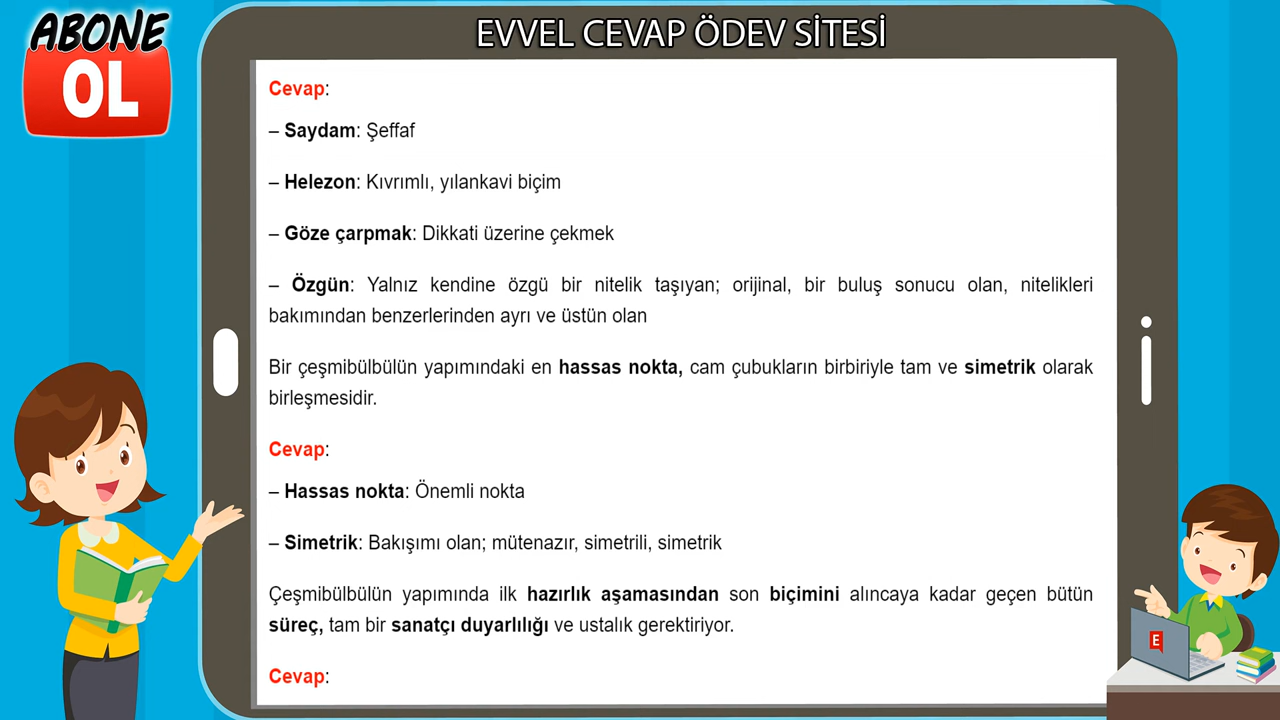 ABONE
OL
EVVEL CEVAP ÖDEV SİTESİ
Cevap:
– Saydam: Şeffaf
– Helezon: Kıvrımlı, yılankavi biçim
– Göze çarpmak: Dikkati üzerine çekmek
– Özgün: Yalnız kendine özgü bir nitelik taşıyan; orijinal, bir buluş sonucu olan, nitelikleri
bakımından benzerlerinden ayrı ve üstün olan
Bir çeşmibülbülün yapımındaki en hassas nokta, cam çubukların birbiriyle tam ve simetrik olarak
birleşmesidir.
Cevap:
– Hassas nokta: Önemli nokta
– Simetrik: Bakışımı olan; mütenazır, simetrili, simetrik
Çeşmibülbülün yapımında ilk hazırlık aşamasından son biçimini alıncaya kadar geçen bütün
süreç, tam bir sanatçı duyarlılığı ve ustalık gerektiriyor.
Cevap:
E